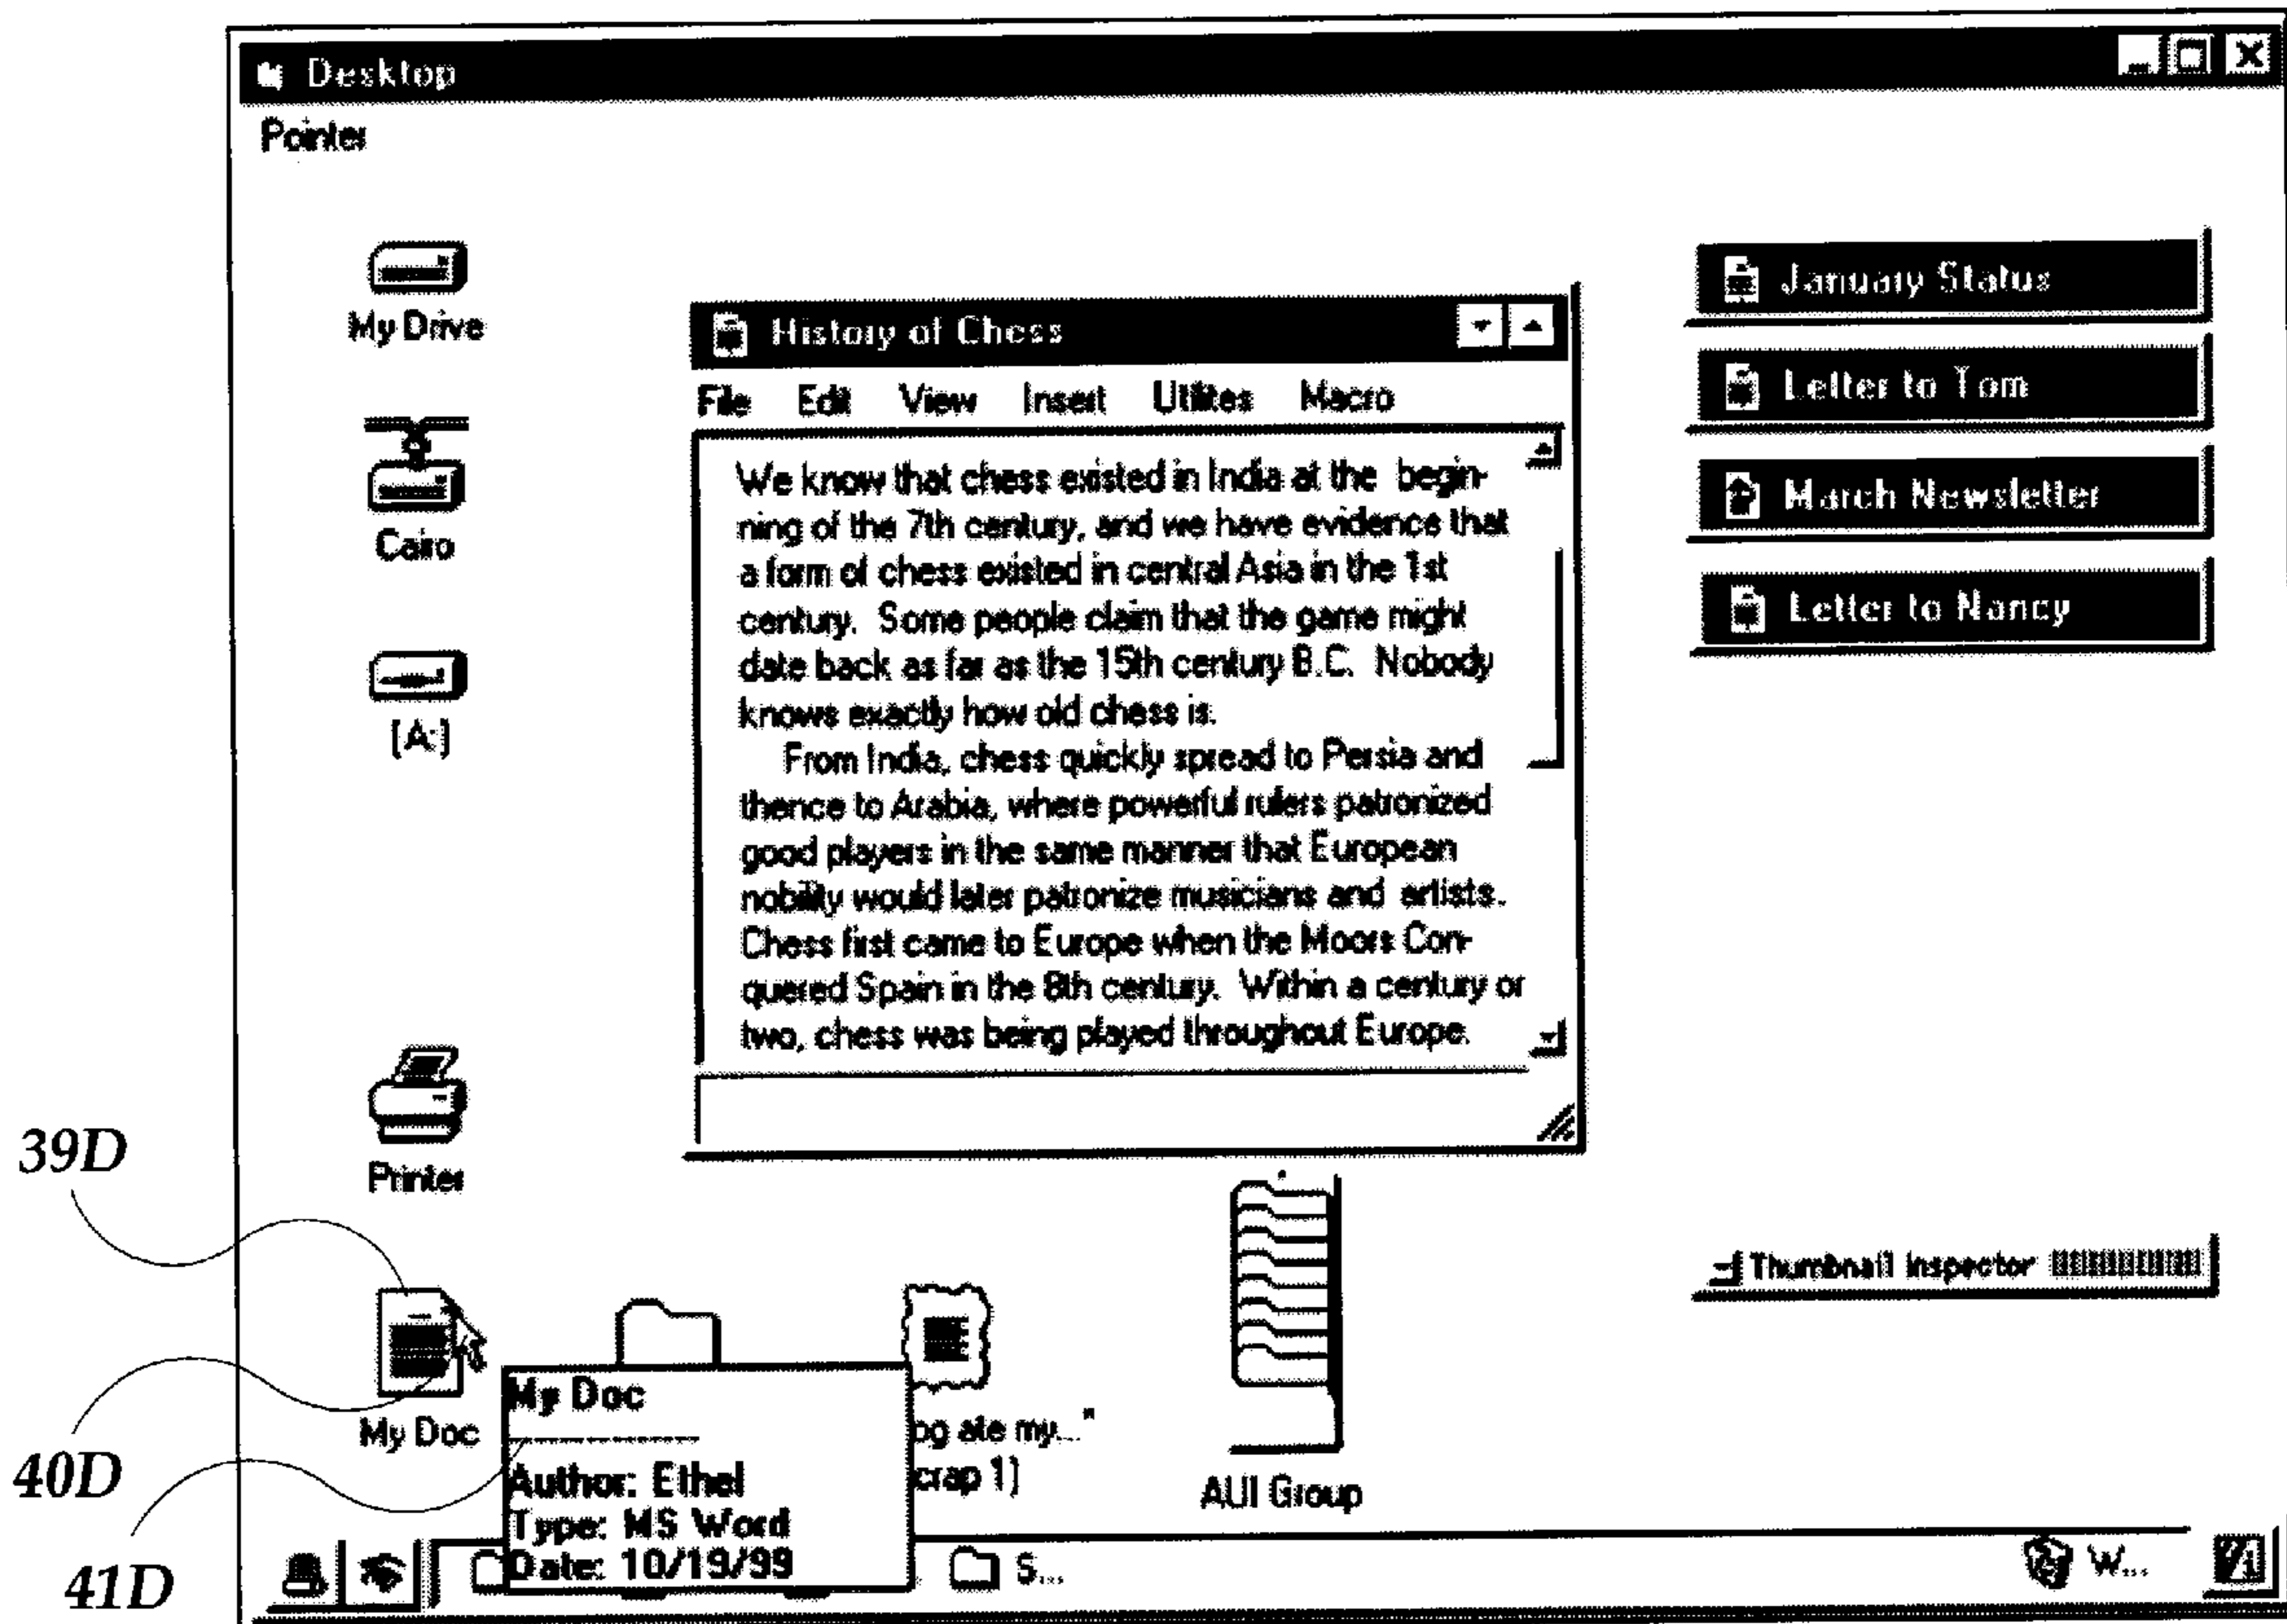 Desktop
Pointer
My Drive
Cairo
[A:]
Printer
My Doc
History of Chess
File Edit View Insert Utilites Macro
We know that chess existed in India at the begin-
ning of the 7th century, and we have evidence that
a form of chess existed in central Asia in the 1st
century. Some people claim that the game might
date back as far as the 15th century B.C. Nobody
knows exactly how old chess is.
From India, chess quickly spread to Persia and
thence to Arabia, where powerful rulers patronized
good players in the same manner that European
nobility would later patronize musicians and artists.
Chess first came to Europe when the Moors Con-
quered Spain in the 8th century. Within a century or
two, chess was being played throughout Europe.
January Status
Letter to Tom
March Newsletter
Letter to Nancy
Thumbnail Inspector
My Doc
Author: Ethel
Type: MS Word
Date: 10/19/99
og ate my..."
crap 1)
AUI Group
S...
W...
39D
40D
41D